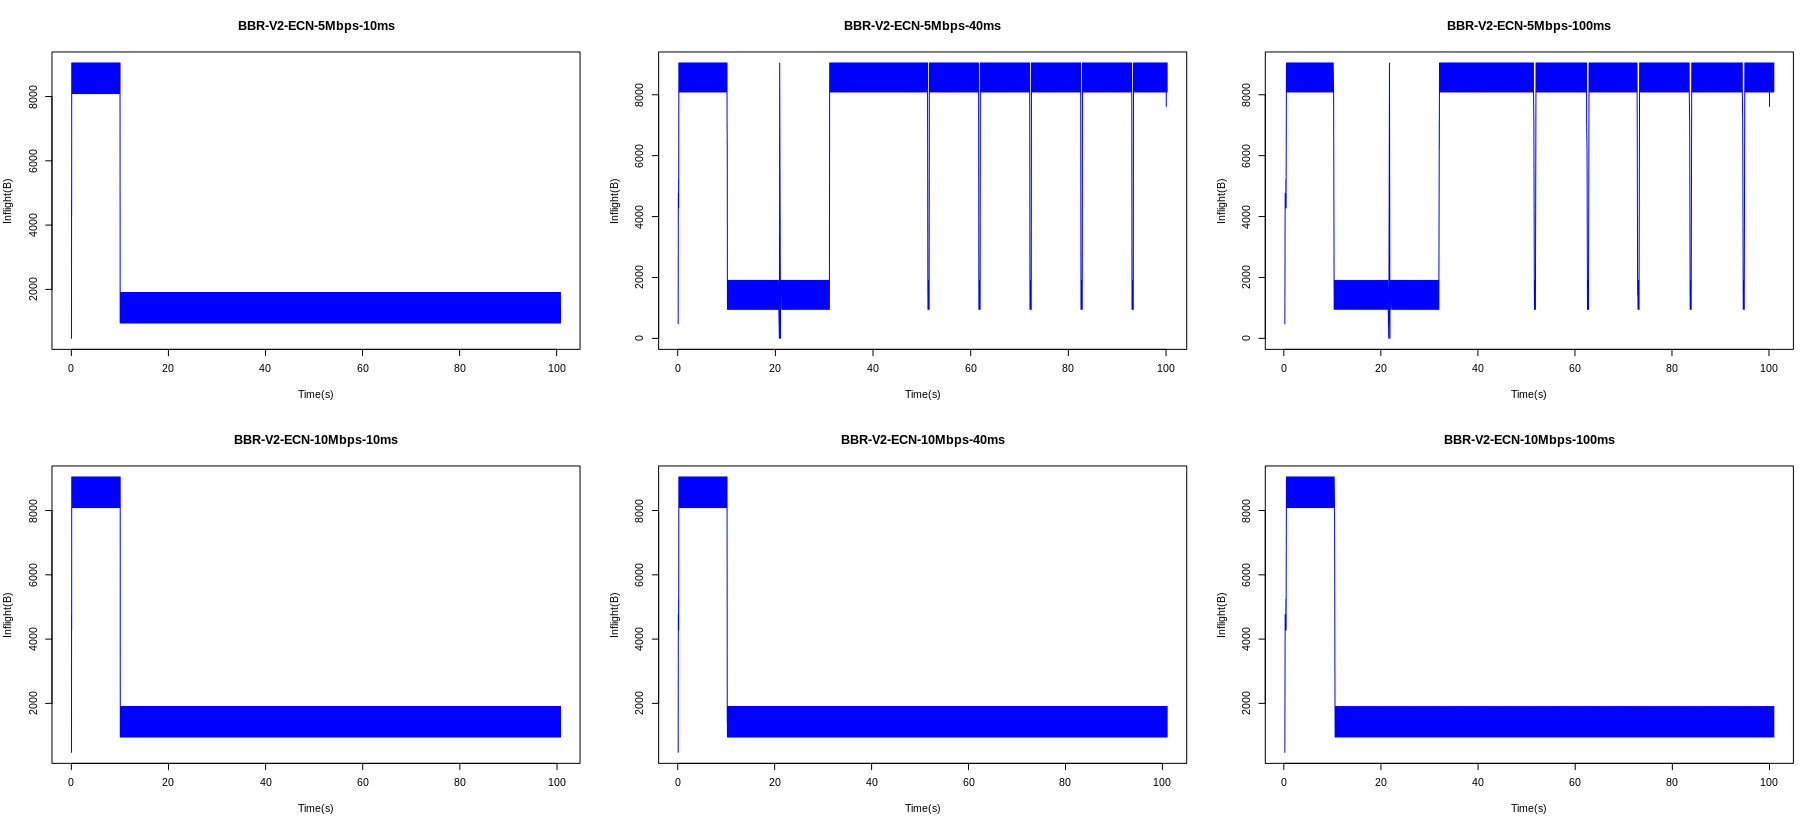 BBR-V2-ECN-5Mbps-10ms
Inflight(B)
8000
6000
4000
2000
0 20 40 60 80 100
Time(s)
BBR-V2-ECN-5Mbps-40ms
Inflight(B)
8000
6000
4000
2000
0
0 20 40 60 80 100
Time(s)
BBR-V2-ECN-5Mbps-100ms
Inflight(B)
8000
6000
4000
2000
0
0 20 40 60 80 100
Time(s)
BBR-V2-ECN-10Mbps-10ms
Inflight(B)
8000
6000
4000
2000
0 20 40 60 80 100
Time(s)
BBR-V2-ECN-10Mbps-40ms
Inflight(B)
8000
6000
4000
2000
0 20 40 60 80 100
Time(s)
BBR-V2-ECN-10Mbps-100ms
Inflight(B)
8000
6000
4000
2000
0 20 40 60 80 100
Time(s)